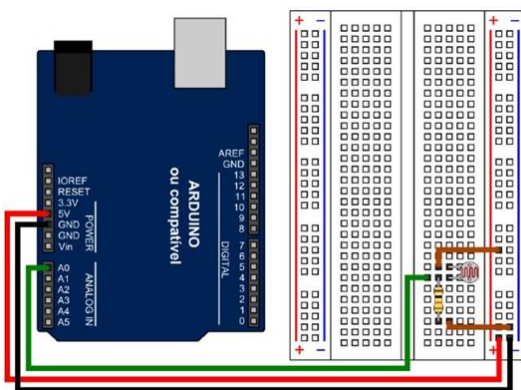 + − + −
IOREF
RESET
3.3V
5V
GND
GND
Vin
POWER
A0
A1
A2
A3
A4
A5
ANALOG IN
ARDUINO
ou compatível
AREF
GND
13
12
11
10
9
8
7
6
5
4
3
2
1
0
DIGITAL
+ − + −